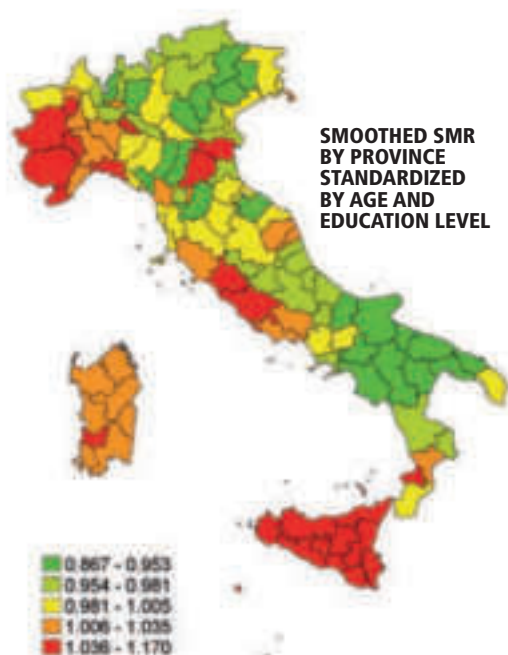 SMOOTHED SMR
BY PROVINCE
STANDARDIZED
BY AGE AND
EDUCATION LEVEL
0.867 - 0.953
0.954 - 0.981
0.981 - 1.005
1.006 - 1.035
1.036 - 1.170